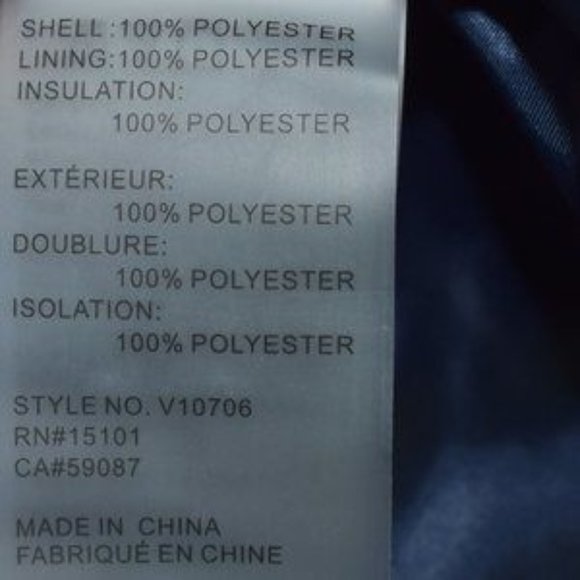 SHELL :100% POLYESTER
LINING:100% POLYESTER
INSULATION:
100% POLYESTER
EXTÉRIEUR:
100% POLYESTER
DOUBLURE:
100% POLYESTER
ISOLATION:
100% POLYESTER
STYLE NO. V10706
RN#15101
CA#59087
MADE IN CHINA
FABRIQUÉ EN CHINE